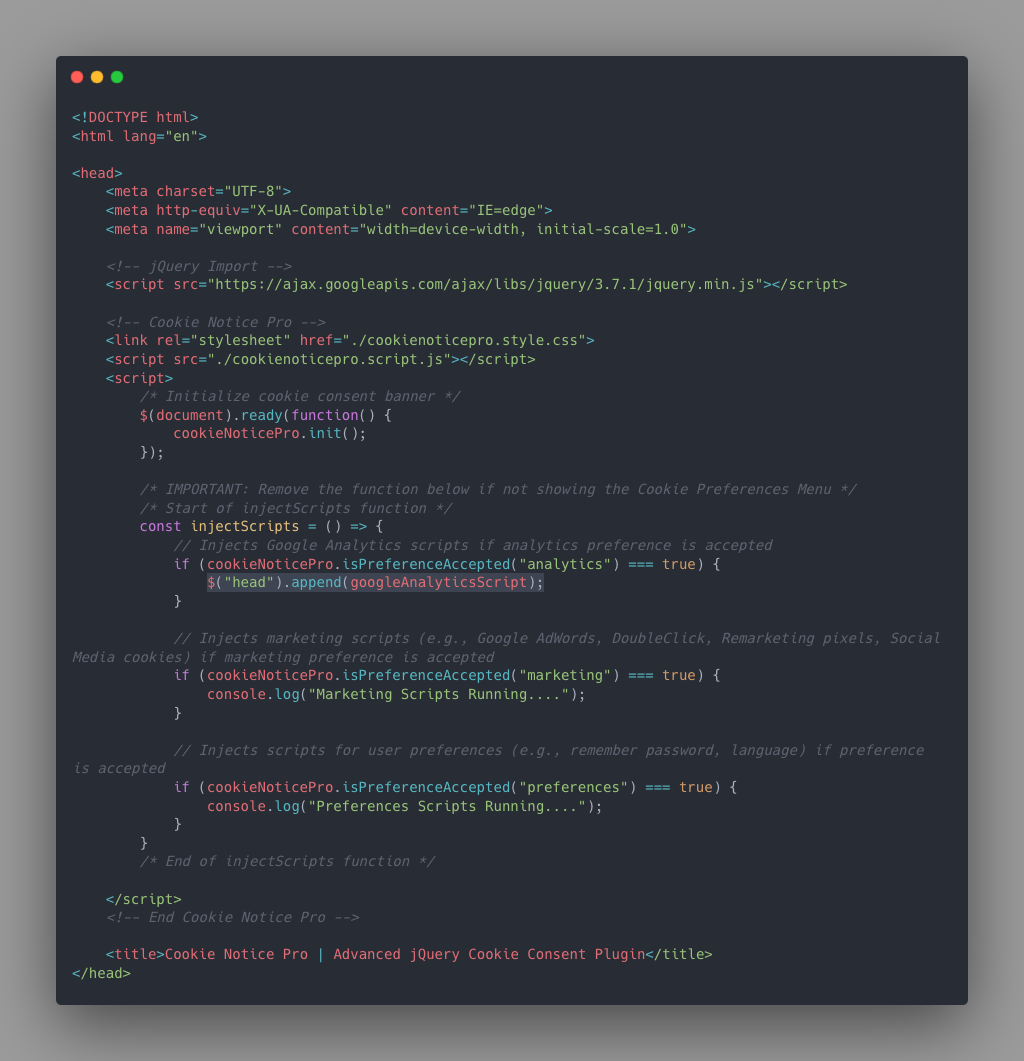 <!DOCTYPE html>
<html lang="en">

<head>
    <meta charset="UTF-8">
    <meta http-equiv="X-UA-Compatible" content="IE=edge">
    <meta name="viewport" content="width=device-width, initial-scale=1.0">

    <!-- jQuery Import -->
    <script src="https://ajax.googleapis.com/ajax/libs/jquery/3.7.1/jquery.min.js"></script>

    <!-- Cookie Notice Pro -->
    <link rel="stylesheet" href="./cookienoticepro.style.css">
    <script src="./cookienoticepro.script.js"></script>
    <script>
        /* Initialize cookie consent banner */
        $(document).ready(function() {
            cookieNoticePro.init();
        });

        /* IMPORTANT: Remove the function below if not showing the Cookie Preferences Menu */
        /* Start of injectScripts function */
        const injectScripts = () => {
            // Injects Google Analytics scripts if analytics preference is accepted
            if (cookieNoticePro.isPreferenceAccepted("analytics") === true) {
                $("head").append(googleAnalyticsScript);
            }

            // Injects marketing scripts (e.g., Google AdWords, DoubleClick, Remarketing pixels, Social
Media cookies) if marketing preference is accepted
            if (cookieNoticePro.isPreferenceAccepted("marketing") === true) {
                console.log("Marketing Scripts Running....");
            }

            // Injects scripts for user preferences (e.g., remember password, language) if preference
is accepted
            if (cookieNoticePro.isPreferenceAccepted("preferences") === true) {
                console.log("Preferences Scripts Running....");
            }
        }
        /* End of injectScripts function */

    </script>
    <!-- End Cookie Notice Pro -->

    <title>Cookie Notice Pro | Advanced jQuery Cookie Consent Plugin</title>
</head>